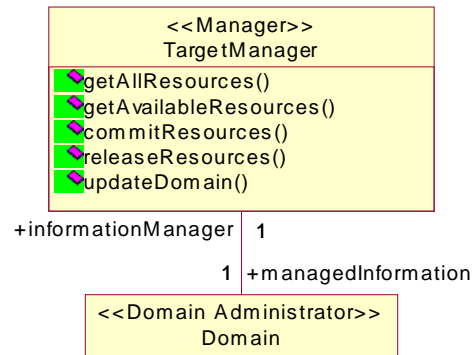 <<Manager>>
TargetManager
getAllResources()
getAvailableResources()
commitResources()
releaseResources()
updateDomain()
+informationManager 1
1 +managedInformation
<<Domain Administrator>>
Domain